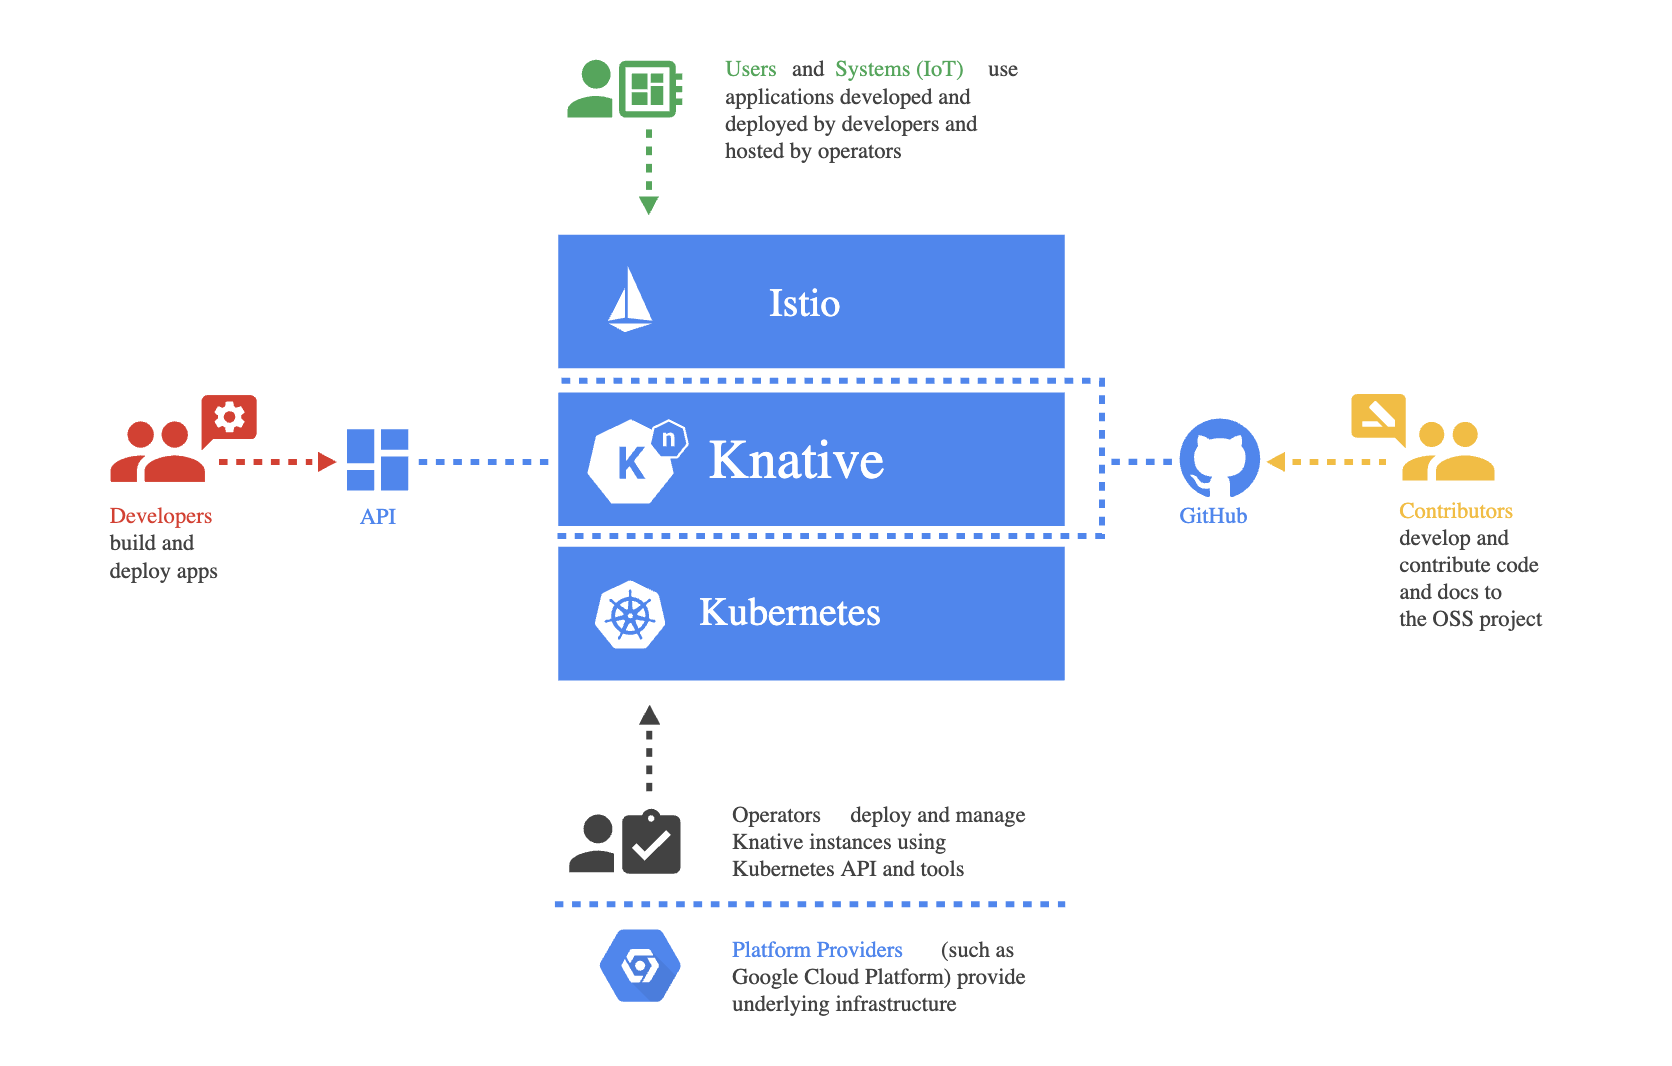 Users and Systems (IoT) use
applications developed and
deployed by developers and
hosted by operators
Istio
K n Knative
Developers
build and
deploy apps
API
GitHub
Contributors
develop and
contribute code
and docs to
the OSS project
Kubernetes
Operators deploy and manage
Knative instances using
Kubernetes API and tools
Platform Providers (such as
Google Cloud Platform) provide
underlying infrastructure